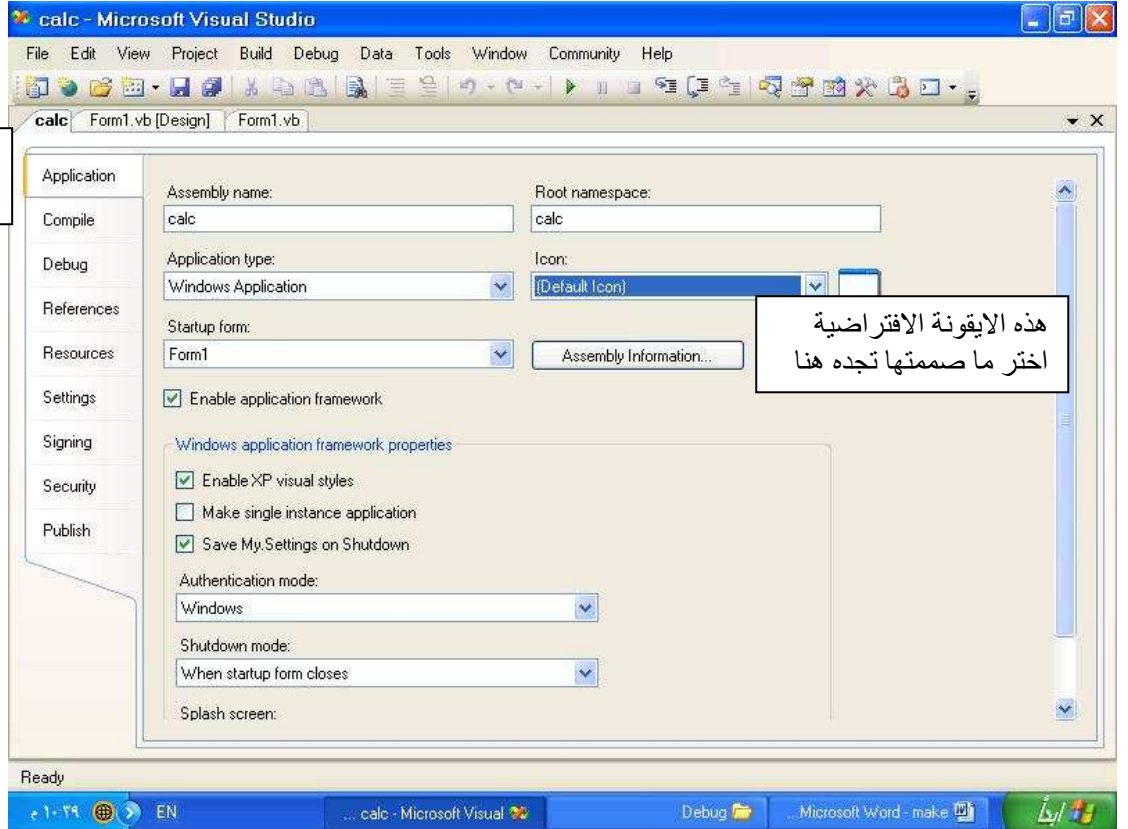 calc - Microsoft Visual Studio
File Edit View Project Build Debug Data Tools Window Community Help
calc Form1.vb [Design] Form1.vb
Application
Compile
Debug
References
Resources
Settings
Signing
Security
Publish
Assembly name:
calc
Root namespace:
calc
Application type:
Windows Application
Icon:
(Default Icon)
Startup form:
Form1
Assembly Information...
هذه الايقونة الافتراضية
اختر ما صممتها تجده هنا
Enable application framework
Windows application framework properties
Enable XP visual styles
Make single instance application
Save My.Settings on Shutdown
Authentication mode:
Windows
Shutdown mode:
When startup form closes
Splash screen:
Ready
ابدأ
Microsoft Word - make...
Debug
calc - Microsoft Visual ...
EN
١٠:٣٩ م